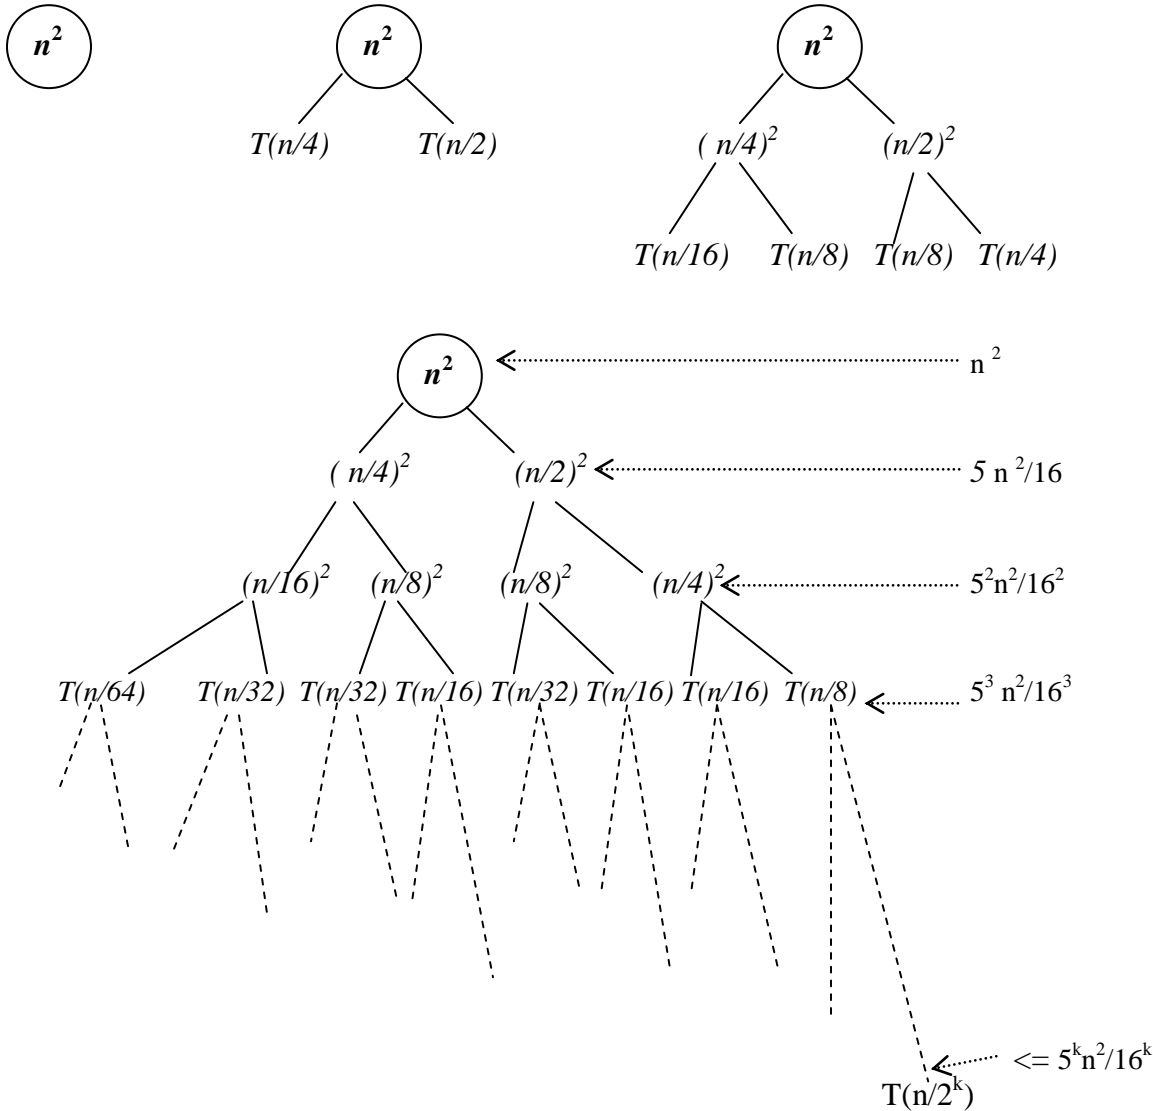 n² n² n²
T(n/4) T(n/2) ( n/4)² (n/2)²
T(n/16) T(n/8) T(n/8) T(n/4)
n² n ²
( n/4)² (n/2)² 5 n ²/16
(n/16)² (n/8)² (n/8)² (n/4)² 5²n²/16²
T(n/64) T(n/32) T(n/32) T(n/16) T(n/32) T(n/16) T(n/16) T(n/8) 5³ n²/16³
<= 5ᵏn²/16ᵏ
T(n/2ᵏ)